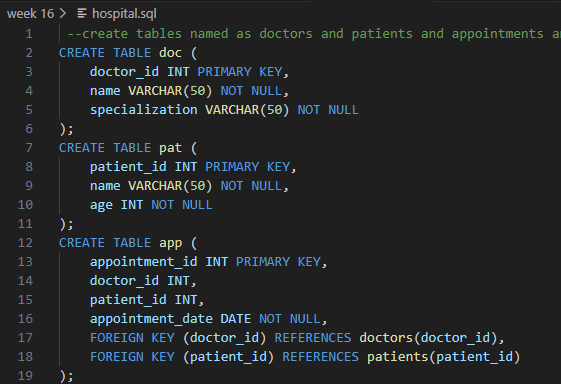 week 16 > hospital.sql
1 --create tables named as doctors and patients and appointments
2 CREATE TABLE doc (
3 doctor_id INT PRIMARY KEY,
4 name VARCHAR(50) NOT NULL,
5 specialization VARCHAR(50) NOT NULL
6 );
7 CREATE TABLE pat (
8 patient_id INT PRIMARY KEY,
9 name VARCHAR(50) NOT NULL,
10 age INT NOT NULL
11 );
12 CREATE TABLE app (
13 appointment_id INT PRIMARY KEY,
14 doctor_id INT,
15 patient_id INT,
16 appointment_date DATE NOT NULL,
17 FOREIGN KEY (doctor_id) REFERENCES doctors(doctor_id),
18 FOREIGN KEY (patient_id) REFERENCES patients(patient_id)
19 );